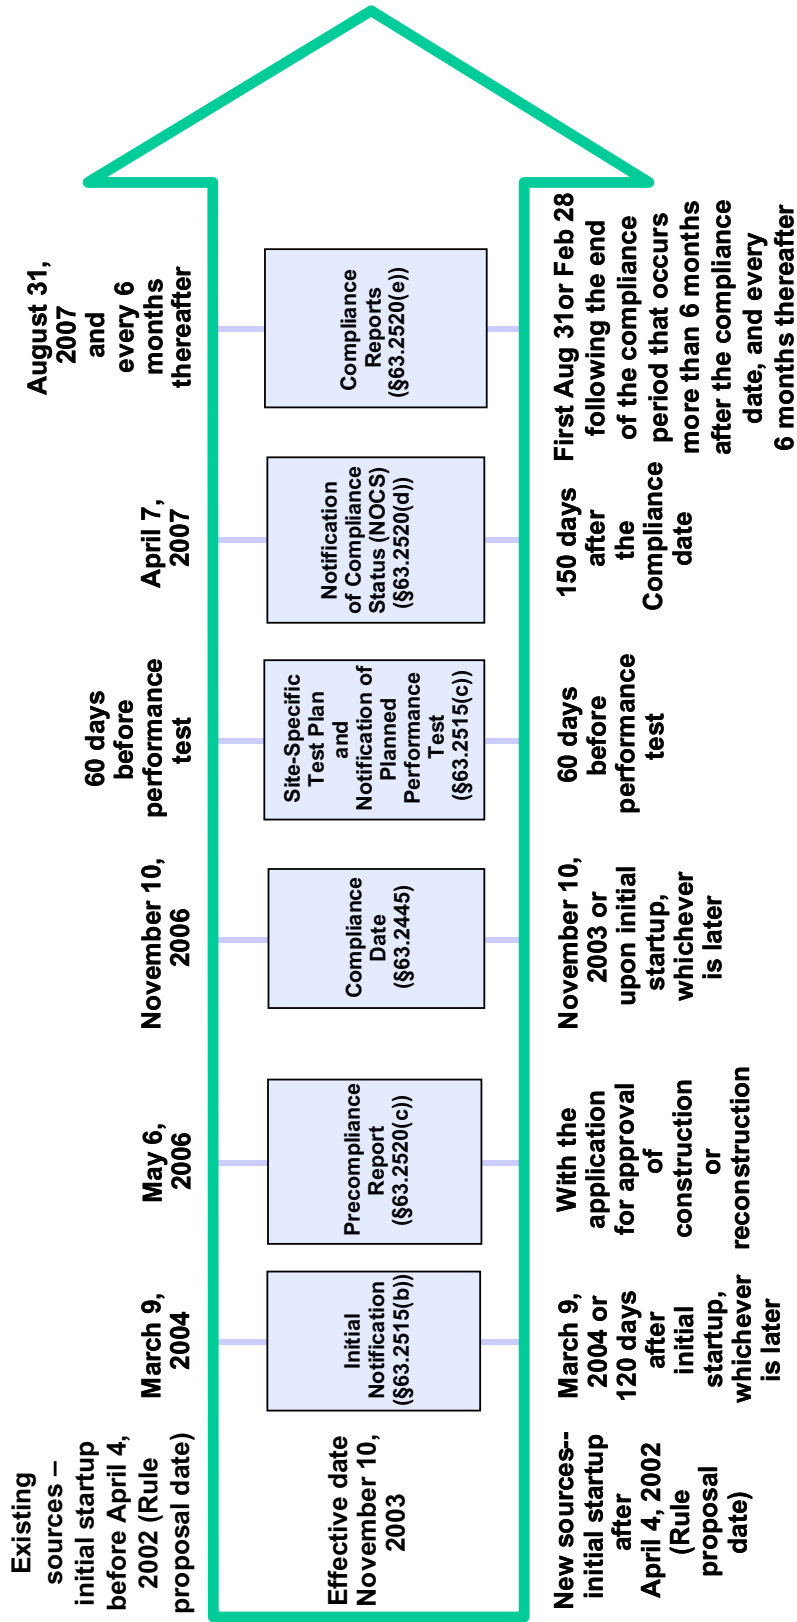 Existing
sources –
initial startup
before April 4,
2002 (Rule
proposal date)
March 9,
2004
May 6,
2006
November 10,
2006
60 days
before
performance
test
April 7,
2007
August 31,
2007
and
every 6
months
thereafter
Effective date
November 10,
2003
Initial
Notification
(§63.2515(b))
Precompliance
Report
(§63.2520(c))
Compliance
Date
(§63.2445)
Site-Specific
Test Plan
and
Notification of
Planned
Performance
Test
(§63.2515(c))
Notification
of Compliance
Status (NOCS)
(§63.2520(d))
Compliance
Reports
(§63.2520(e))
New sources--
initial startup
after
April 4, 2002
(Rule
proposal
date)
March 9,
2004 or
120 days
after
initial
startup,
whichever
is later
With the
application
for approval
of
construction
or
reconstruction
November 10,
2003 or
upon initial
startup,
whichever
is later
60 days
before
performance
test
150 days
after
the
Compliance
date
First Aug 31or Feb 28
following the end
of the compliance
period that occurs
more than 6 months
after the compliance
date, and every
6 months thereafter